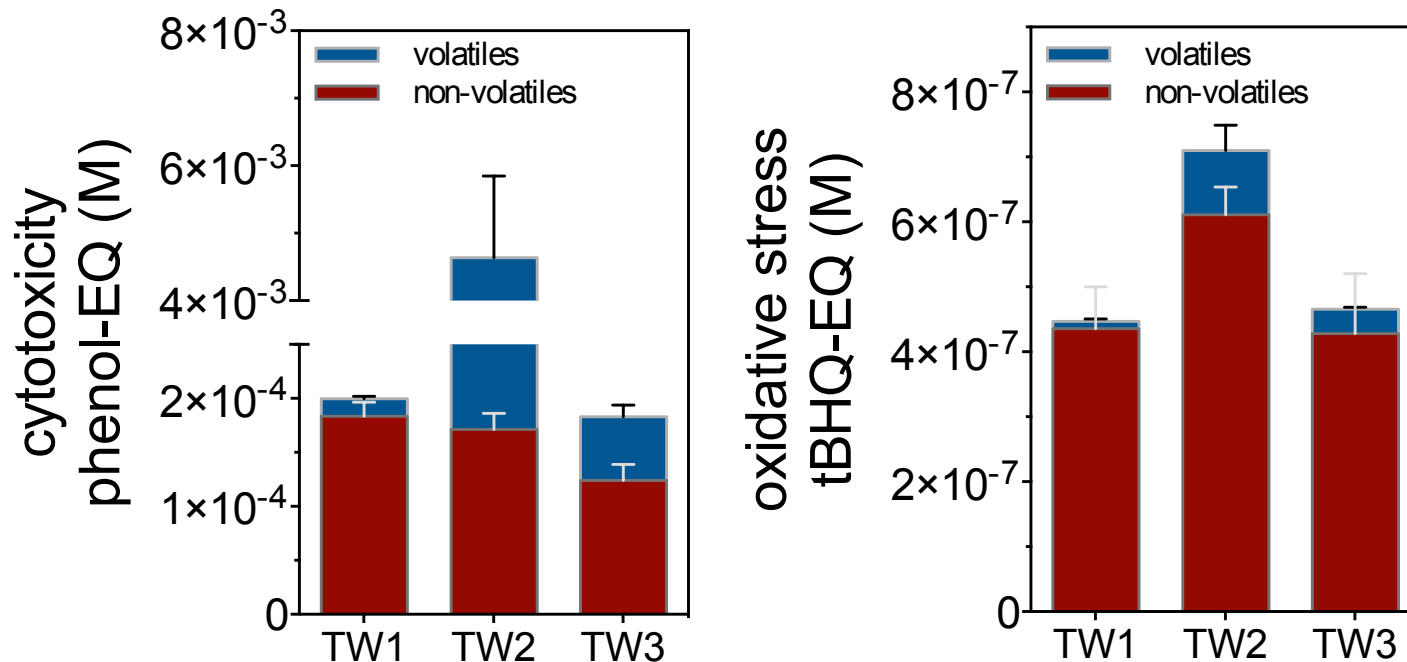 cytotoxicity
phenol-EQ (M)
8×10⁻³
6×10⁻³
4×10⁻³
2×10⁻⁴
1×10⁻⁴
0
volatiles
non-volatiles
TW1 TW2 TW3
oxidative stress
tBHQ-EQ (M)
8×10⁻⁷
6×10⁻⁷
4×10⁻⁷
2×10⁻⁷
0
volatiles
non-volatiles
TW1 TW2 TW3